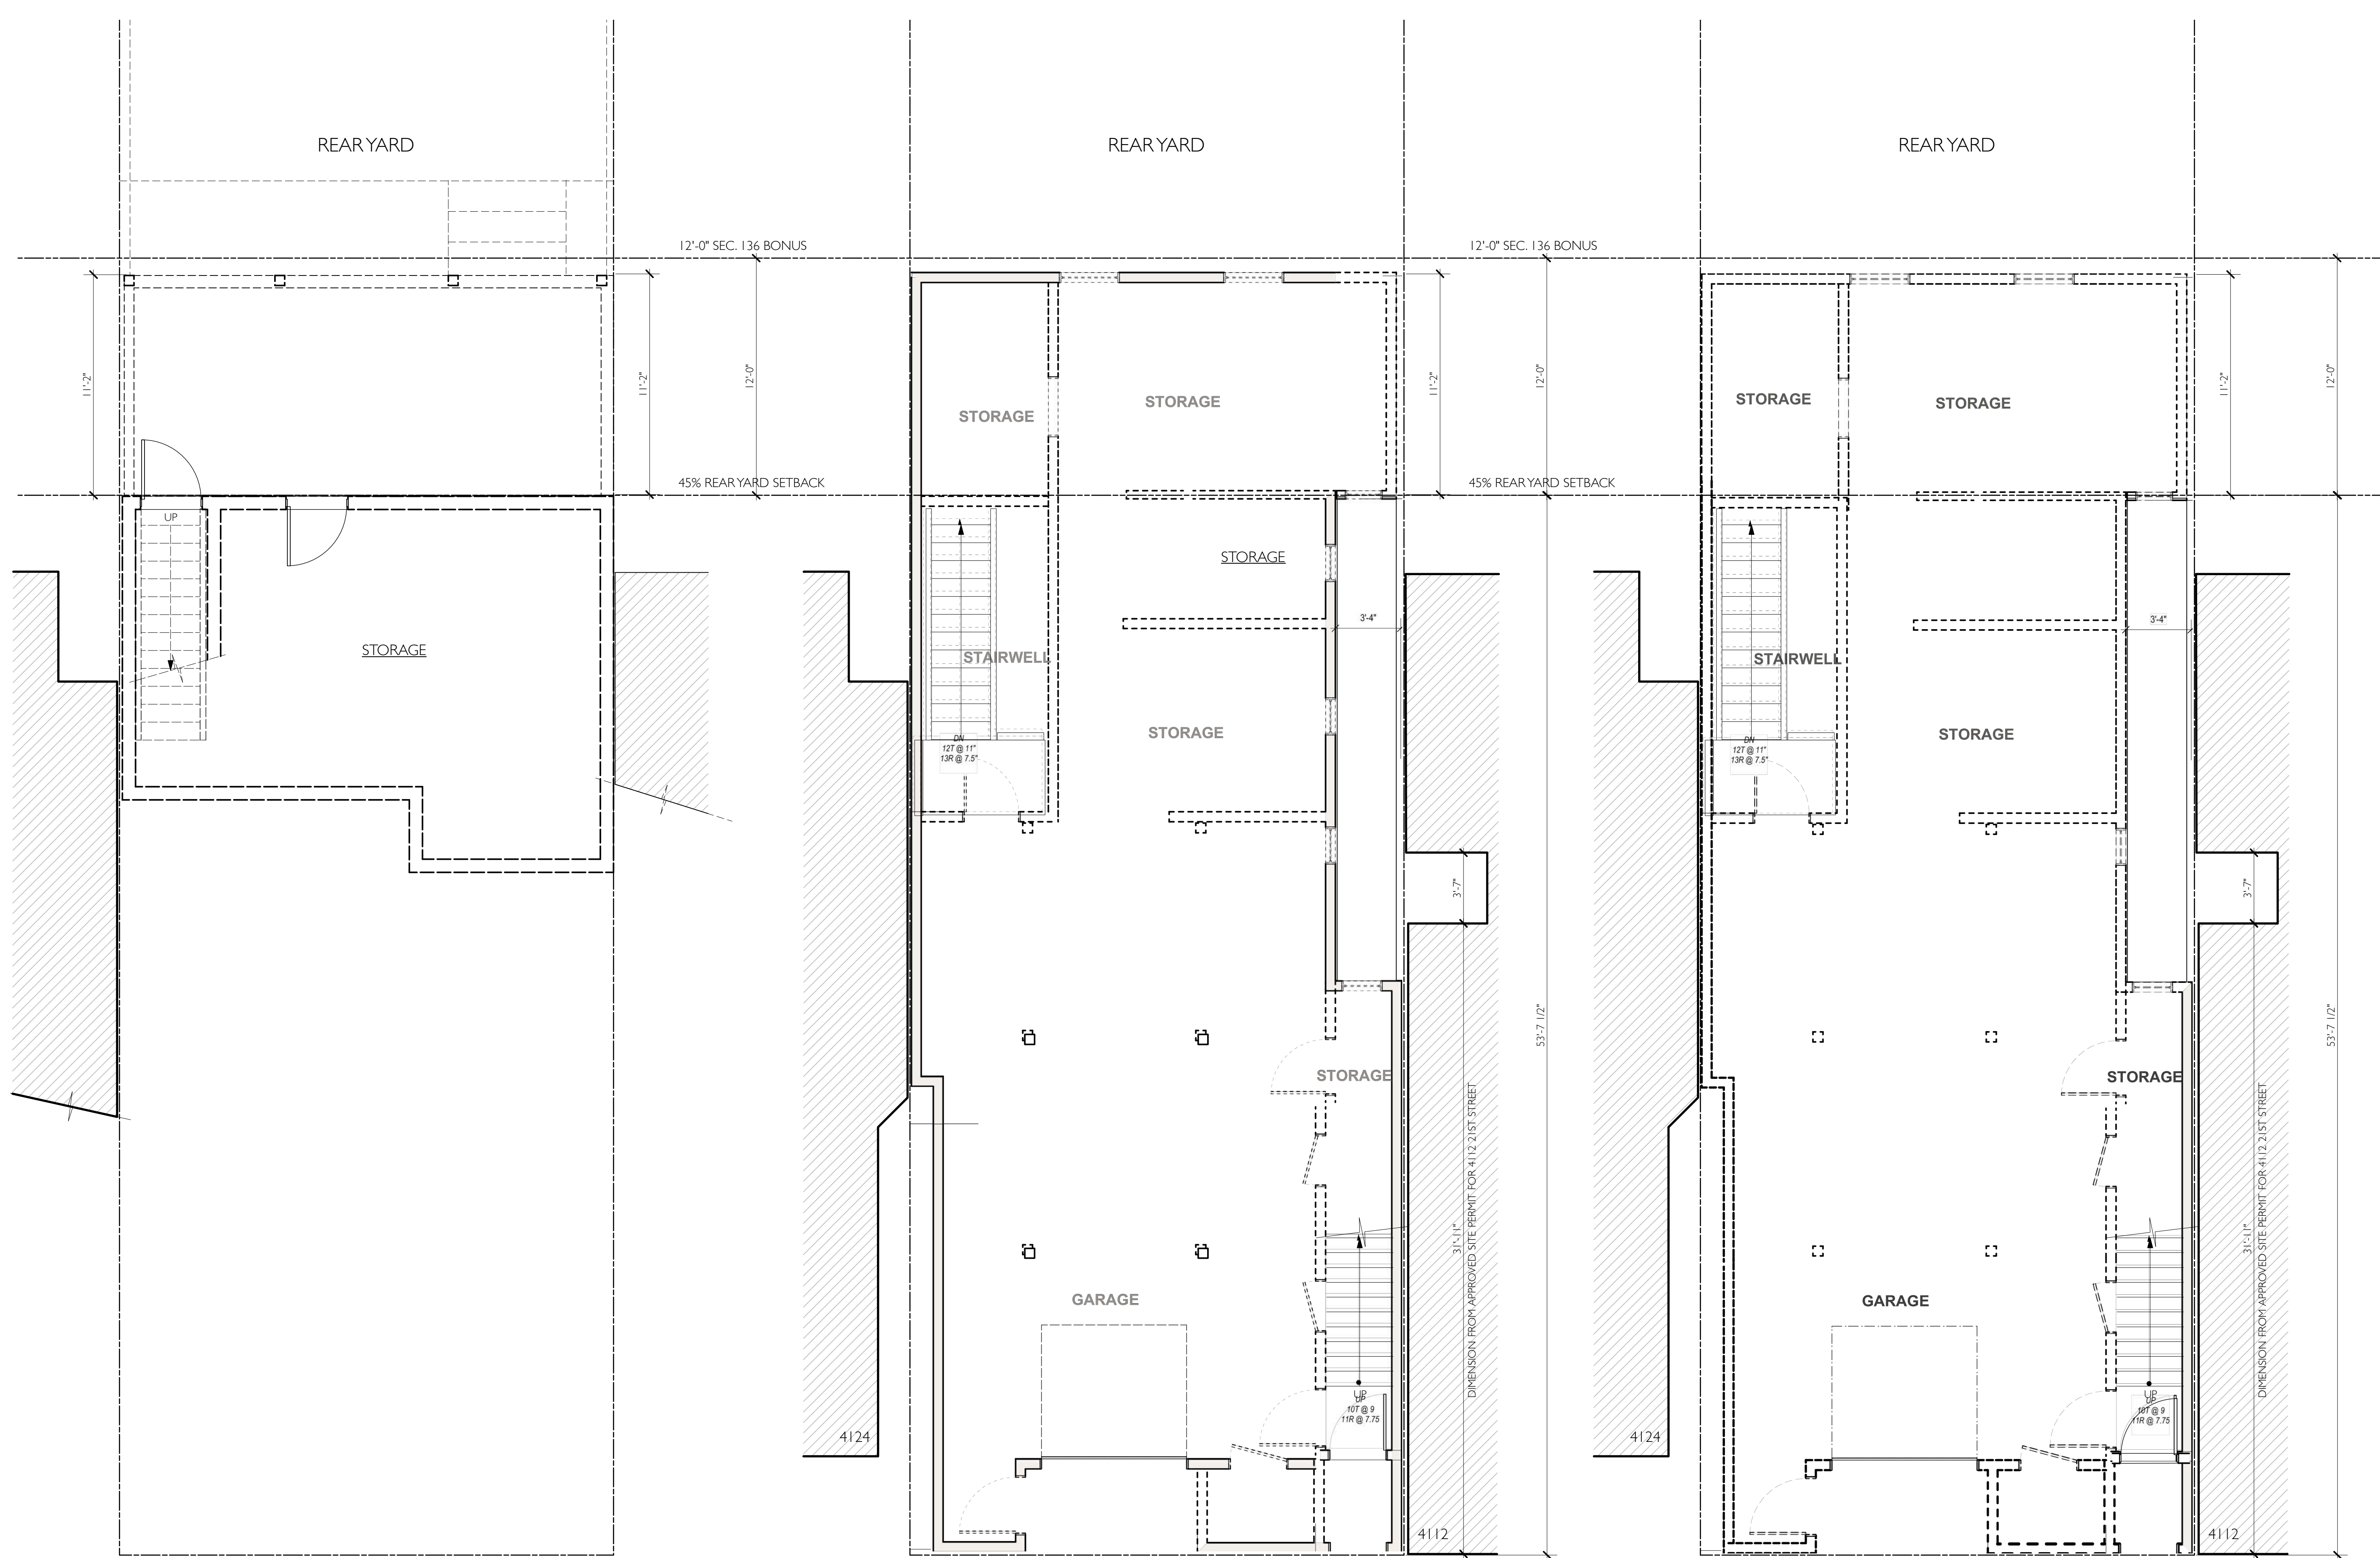 REAR YARD
REAR YARD
REAR YARD
12'-0" SEC. 136 BONUS
12'-0" SEC. 136 BONUS
11'-2"
11'-2"
12'-0"
STORAGE
STORAGE
11'-2"
12'-0"
STORAGE
STORAGE
11'-2"
12'-0"
45% REAR YARD SETBACK
45% REAR YARD SETBACK
UP
STORAGE
STORAGE
3'-4"
3'-4"
STAIRWELL
STAIRWELL
STORAGE
STORAGE
DN
12T @ 11"
13R @ 7.5"
DN
12T @ 11"
13R @ 7.5"
3'-7"
3'-7"
53'-7 1/2"
53'-7 1/2"
STORAGE
STORAGE
31'-11"
DIMENSION FROM APPROVED SITE PERMIT FOR 4112 21ST STREET
31'-11"
DIMENSION FROM APPROVED SITE PERMIT FOR 4112 21ST STREET
GARAGE
GARAGE
UP
UP
10T @ 9
11R @ 7.75
UP
UP
10T @ 9
11R @ 7.75
4124
4124
4112
4112